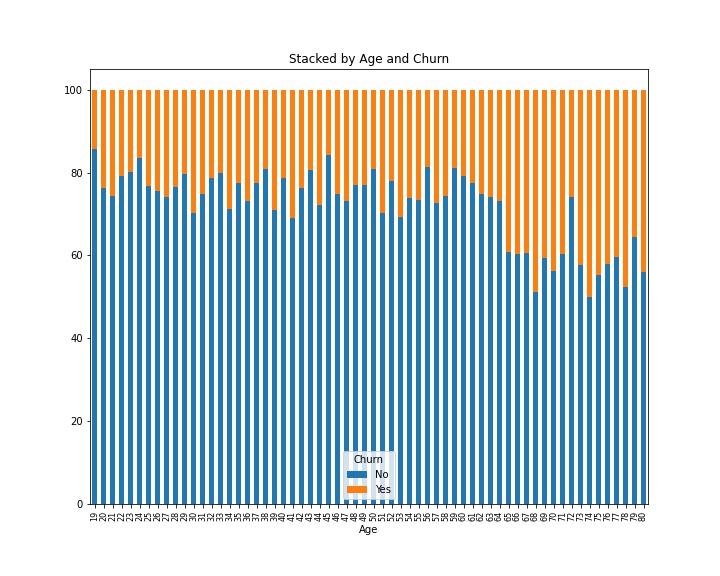 Stacked by Age and Churn
100
80
60
40
20
0
Churn
No
Yes
19 20 21 22 23 24 25 26 27 28 29 30 31 32 33 34 35 36 37 38 39 40 41 42 43 44 45 46 47 48 49 50 51 52 53 54 55 56 57 58 59 60 61 62 63 64 65 66 67 68 69 70 71 72 73 74 75 76 77 78 79 80
Age